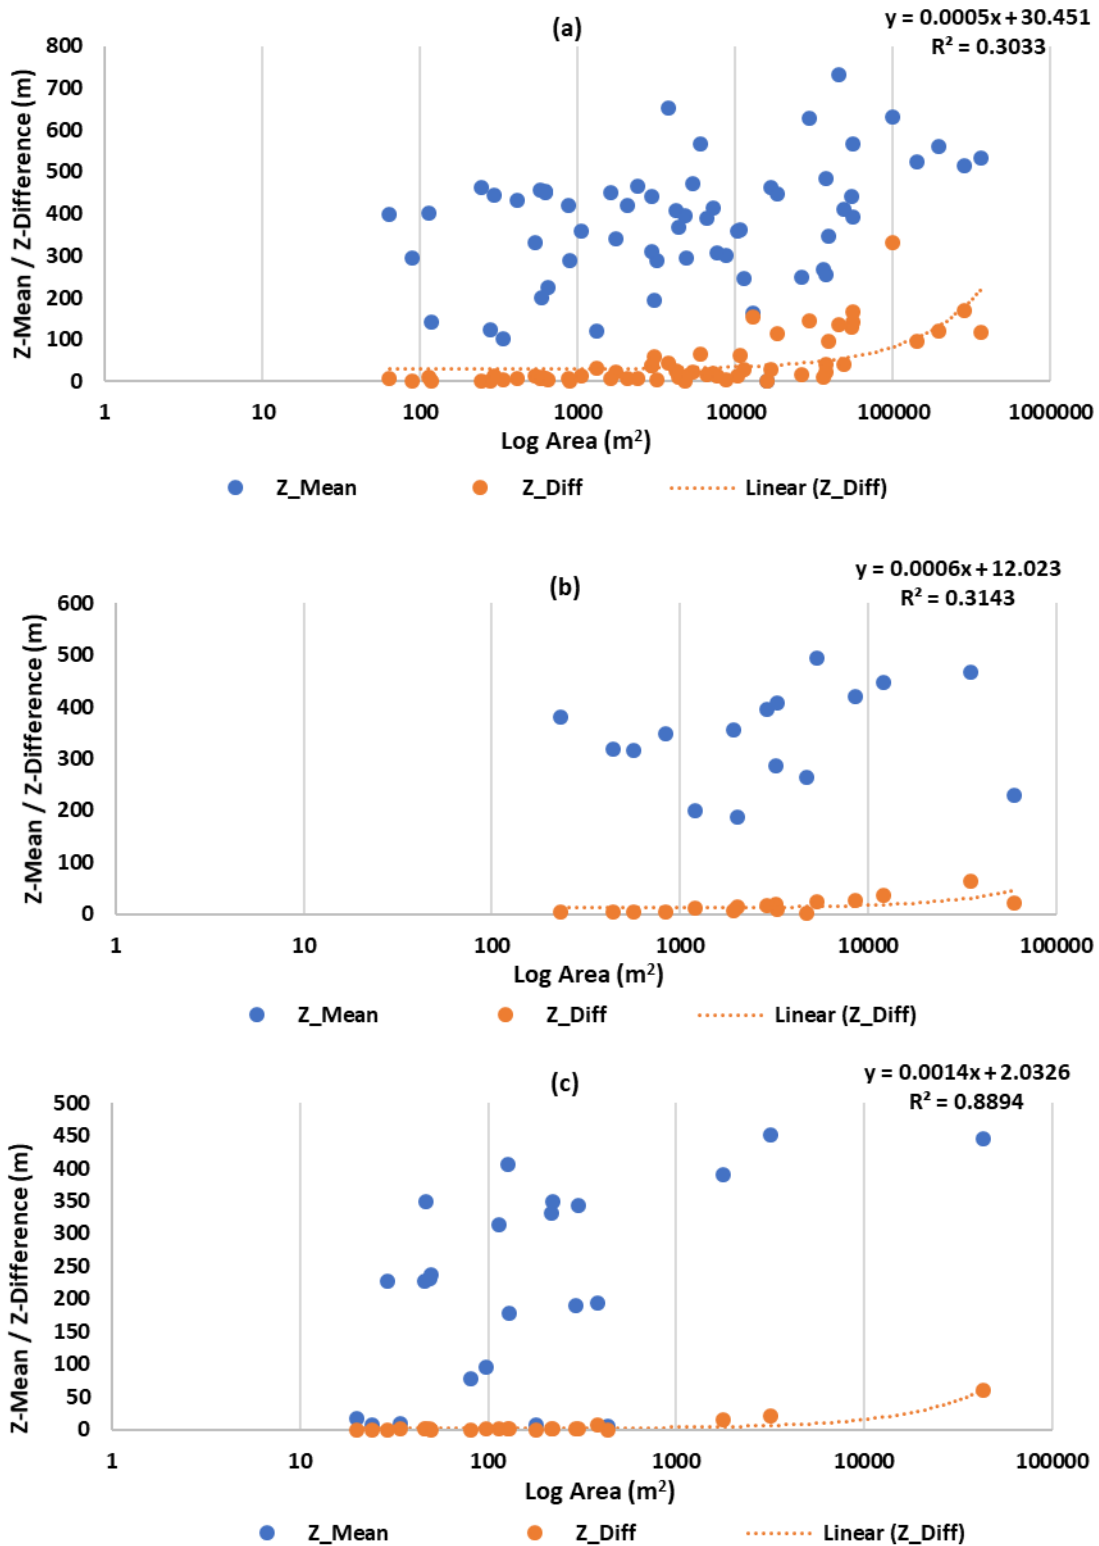 (a)
y = 0.0005x + 30.451
R² = 0.3033
Z-Mean / Z-Difference (m)
800
700
600
500
400
300
200
100
0
1 10 100 1000 10000 100000 1000000
Log Area (m²)
Z_Mean Z_Diff Linear (Z_Diff)
(b)
y = 0.0006x + 12.023
R² = 0.3143
Z-Mean / Z-Difference (m)
600
500
400
300
200
100
0
1 10 100 1000 10000 100000
Log Area (m²)
Z_Mean Z_Diff Linear (Z_Diff)
(c)
y = 0.0014x + 2.0326
R² = 0.8894
Z-Mean / Z-Difference (m)
500
450
400
350
300
250
200
150
100
50
0
1 10 100 1000 10000 100000
Log Area (m²)
Z_Mean Z_Diff Linear (Z_Diff)